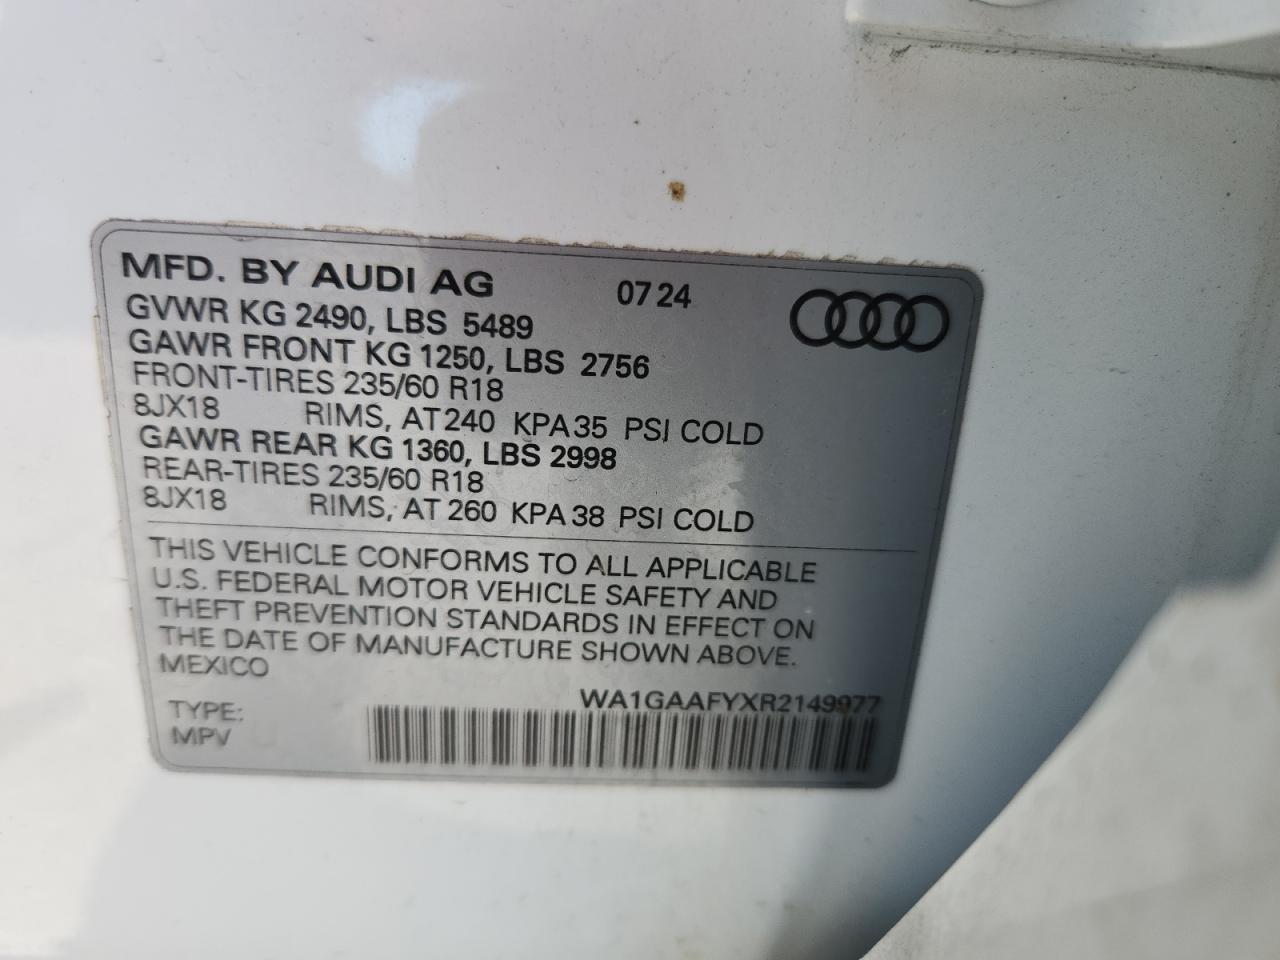 MFD. BY AUDI AG 07 24
GVWR KG 2490, LBS 5489
GAWR FRONT KG 1250, LBS 2756
FRONT-TIRES 235/60 R18
8JX18 RIMS, AT 240 KPA 35 PSI COLD
GAWR REAR KG 1360, LBS 2998
REAR-TIRES 235/60 R18
8JX18 RIMS, AT 260 KPA 38 PSI COLD
THIS VEHICLE CONFORMS TO ALL APPLICABLE
U.S. FEDERAL MOTOR VEHICLE SAFETY AND
THEFT PREVENTION STANDARDS IN EFFECT ON
THE DATE OF MANUFACTURE SHOWN ABOVE.
MEXICO
WA1GAAFYXR2149977
TYPE:
MPV